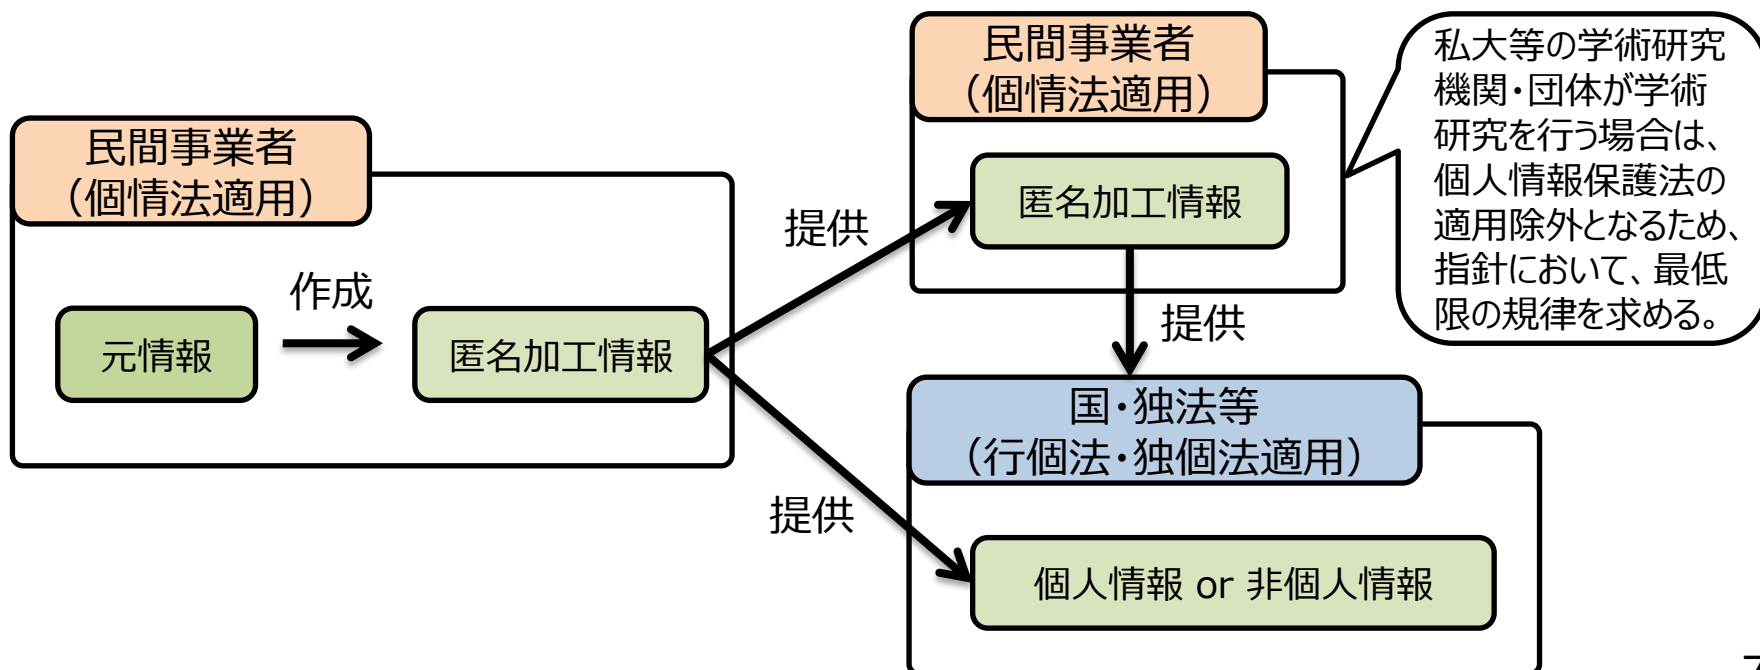 民間事業者
（個情法適用）
元情報
作成
匿名加工情報
提供
提供
民間事業者
（個情法適用）
匿名加工情報
提供
国・独法等
（行個法・独個法適用）
個人情報 or 非個人情報
私大等の学術研究
機関・団体が学術
研究を行う場合は、
個人情報保護法の
適用除外となるため、
指針において、最低
限の規律を求める。